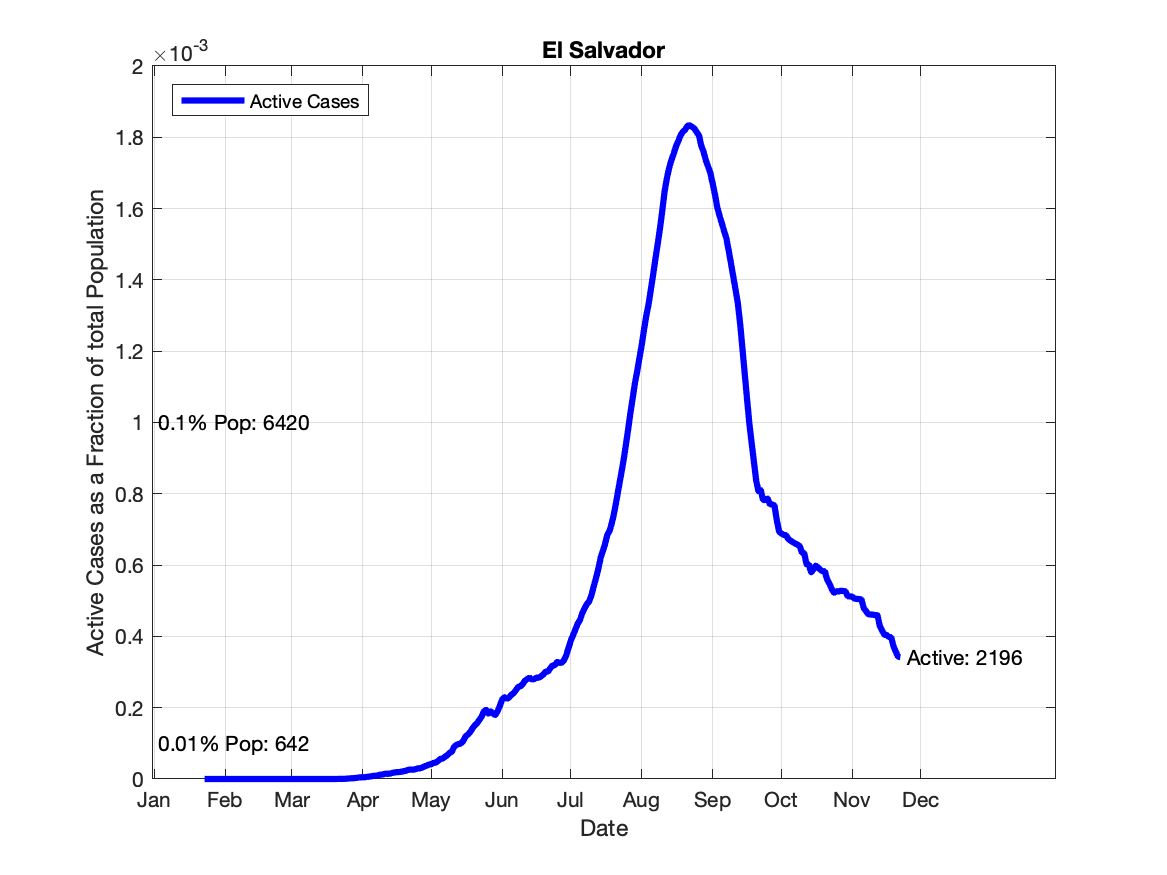 El Salvador
×10-3
Active Cases
2
1.8
1.6
1.4
1.2
1
0.8
0.6
0.4
0.2
0
0.1% Pop: 6420
0.01% Pop: 642
Active: 2196
Active Cases as a Fraction of total Population
Jan Feb Mar Apr May Jun Jul Aug Sep Oct Nov Dec
Date